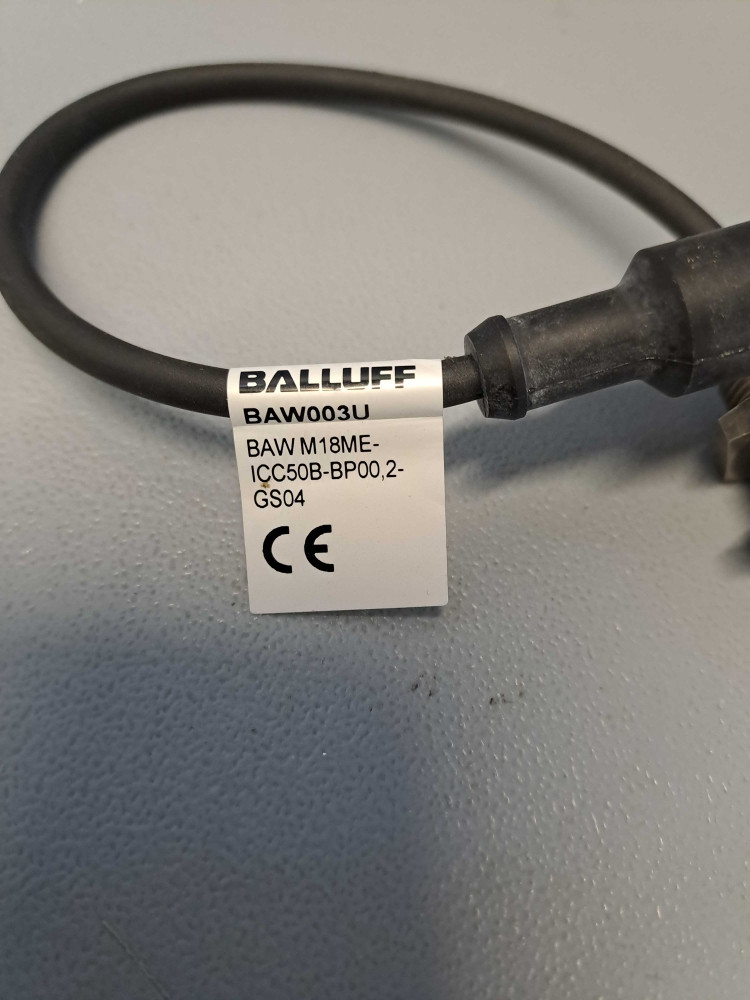 BALLUFF
BAW003U
BAW M18ME-
ICC50B-BP00,2-
GS04
CE